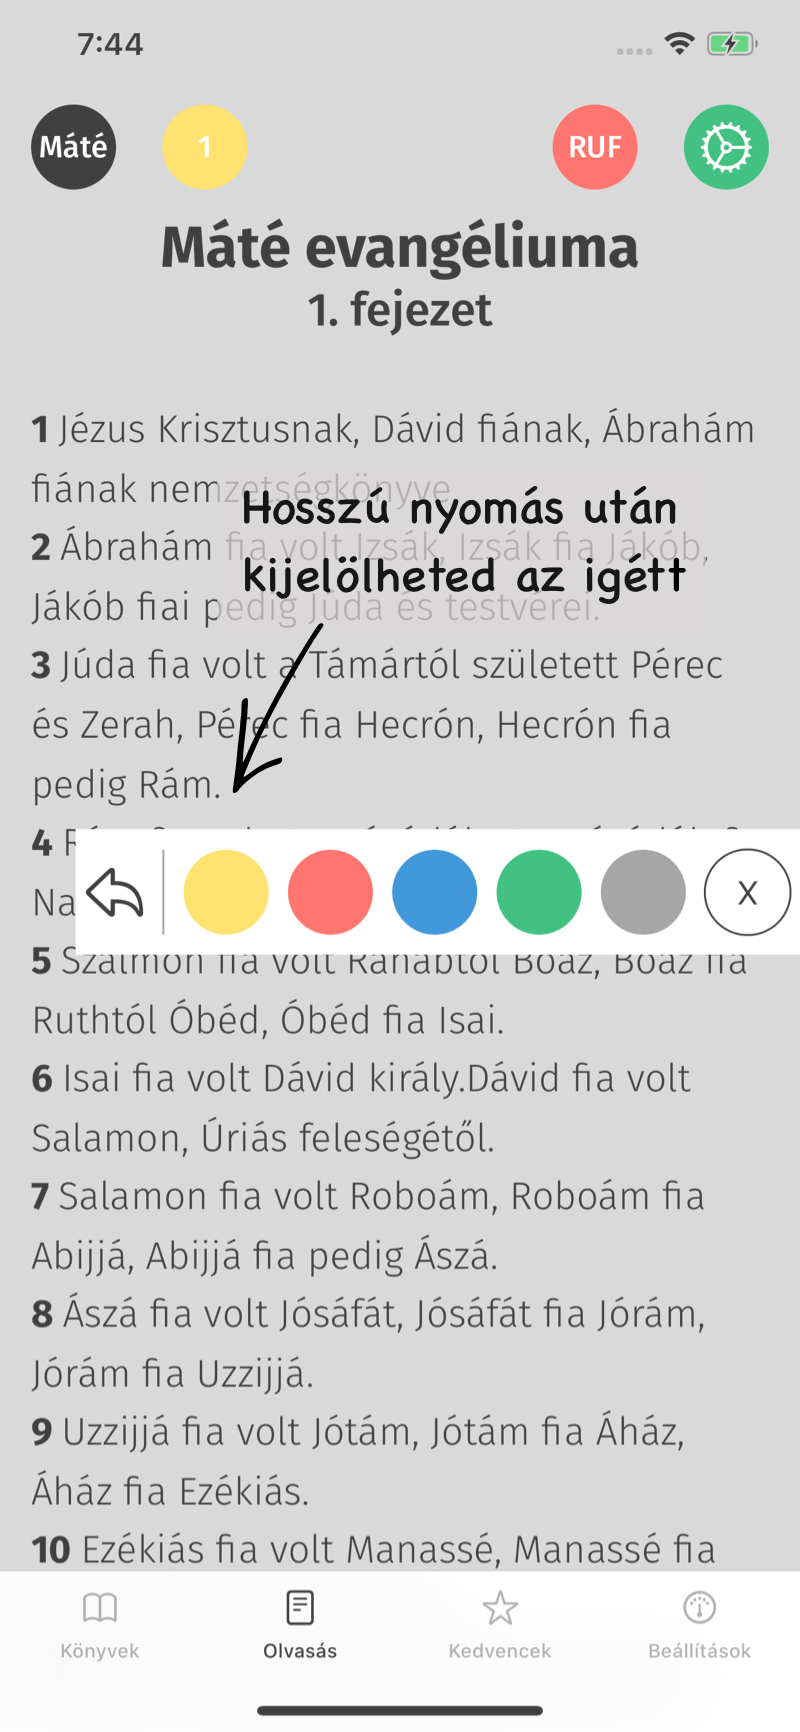 7:44
Máté
1
RUF
Máté evangéliuma
1. fejezet
1 Jézus Krisztusnak, Dávid fiának, Ábrahám
fiának nemzetségkönyve
Hosszú nyomás után
2 Ábrahám fia volt Izsák, Izsák fia Jákób,
kijelölheted az igétt
Jákób fiai pedig Júda és testvérei.
3 Júda fia volt a Támártól született Pérec
és Zerah, Pérec fia Hecrón, Hecrón fia
pedig Rám.
4
Na
X
5 Szálmón fia volt Ráhábtól Boáz, Boáz fia
Ruthtól Óbéd, Óbéd fia Isai.
6 Isai fia volt Dávid király.Dávid fia volt
Salamon, Úriás feleségétől.
7 Salamon fia volt Roboám, Roboám fia
Abijjá, Abijjá fia pedig Ászá.
8 Ászá fia volt Jósáfát, Jósáfát fia Jórám,
Jórám fia Uzzijjá.
9 Uzzijjá fia volt Jótám, Jótám fia Áház,
Áház fia Ezékiás.
10 Ezékiás fia volt Manassé, Manassé fia
Könyvek
Olvasás
Kedvencek
Beállítások